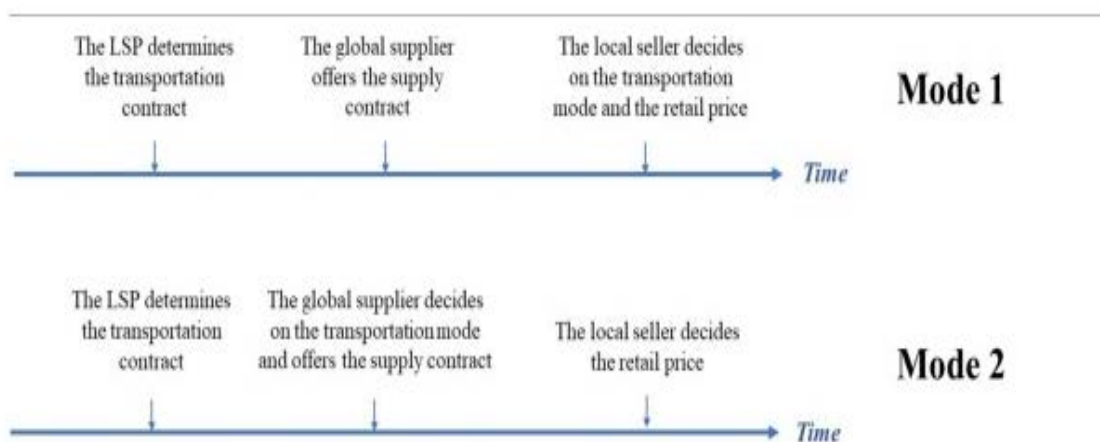 The LSP determines
the transportation
contract
The global supplier
offers the supply
contract
The local seller decides
on the transportation
mode and the retail price
Mode 1
Time
The LSP determines
the transportation
contract
The global supplier decides
on the transportation mode
and offers the supply contract
The local seller decides
the retail price
Mode 2
Time